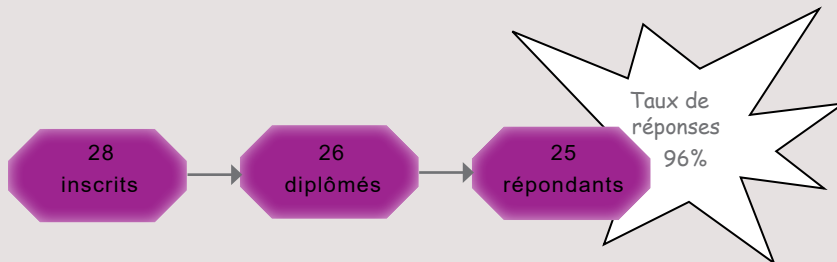 28
inscrits
26
diplômés
25
répondants
Taux de
réponses
96%